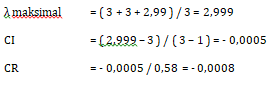 λ maksimal = ( 3 + 3 + 2,99 ) / 3 = 2,999
CI = ( 2,999 – 3 ) / ( 3 – 1 ) = - 0,0005
CR = - 0,0005 / 0,58 = - 0,0008